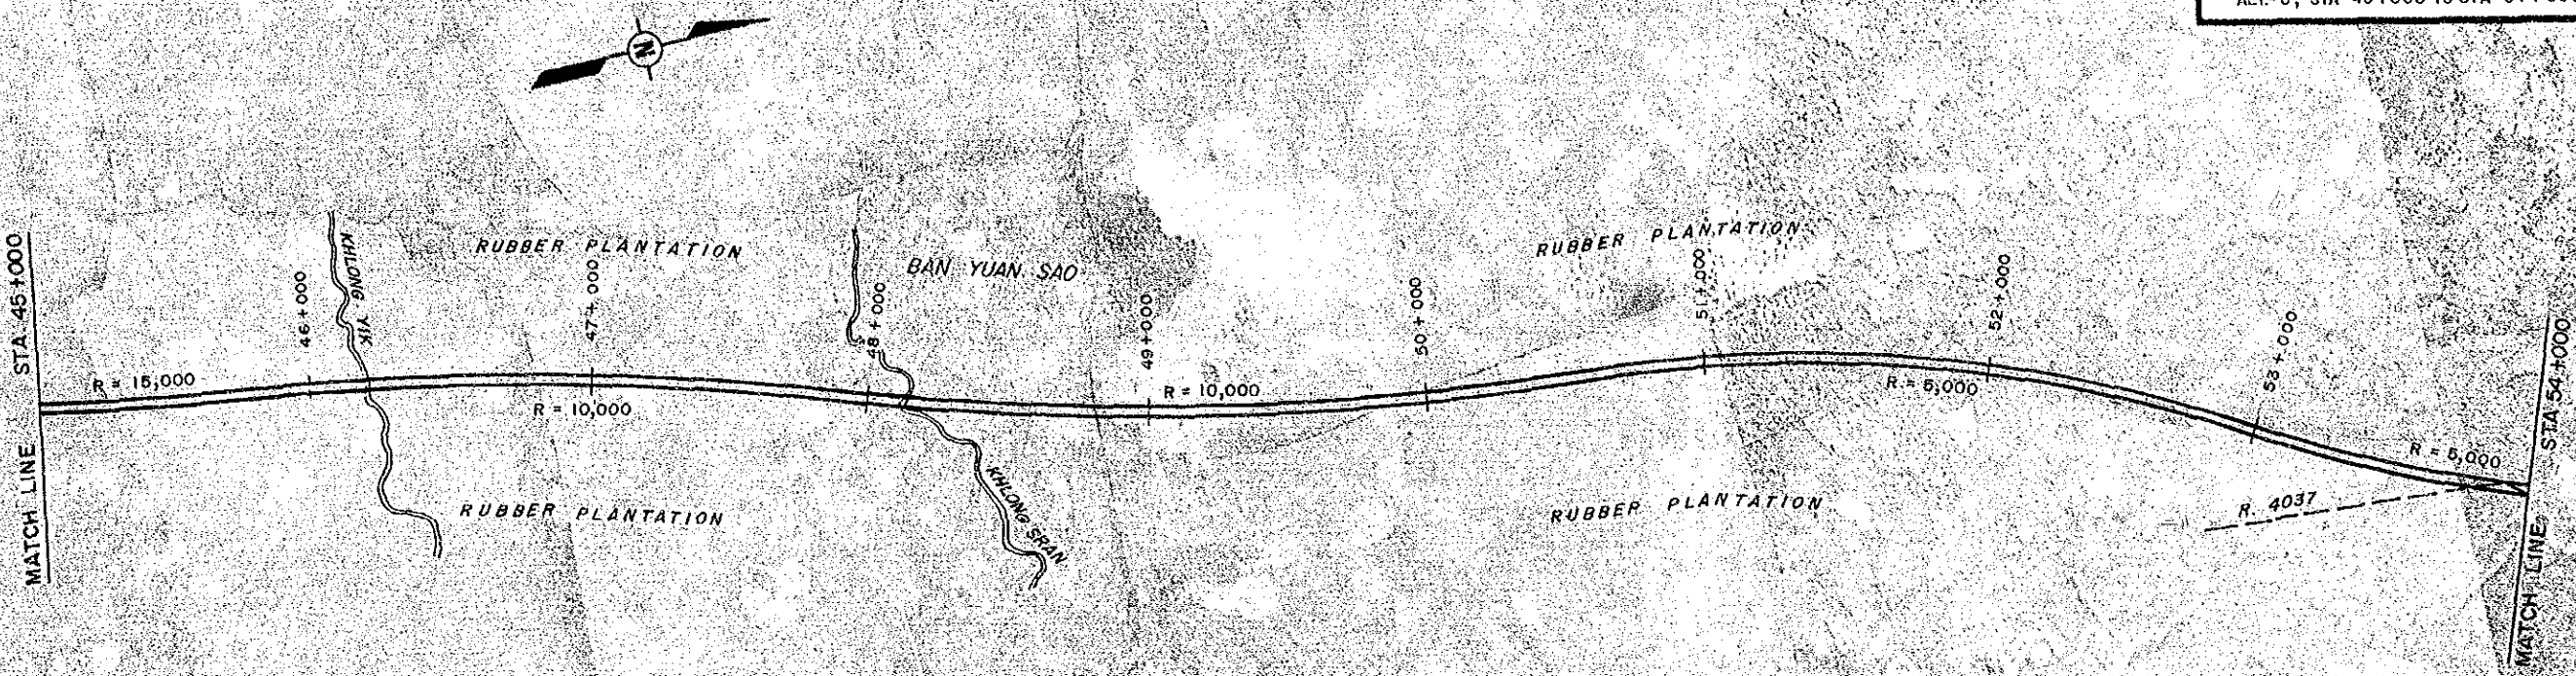 N
STA 45+000
MATCH LINE
R = 15,000
46+000
KHLONG YIK
RUBBER PLANTATION
47+000
R = 10,000
RUBBER PLANTATION
48+000
BAN YUAN SAO
KHLONG SRAN
49+000
R = 10,000
50+000
RUBBER PLANTATION
51+000
RUBBER PLANTATION
52+000
R = 5,000
53+000
R = 5,000
R. 4037
STA 54+000
MATCH LINE